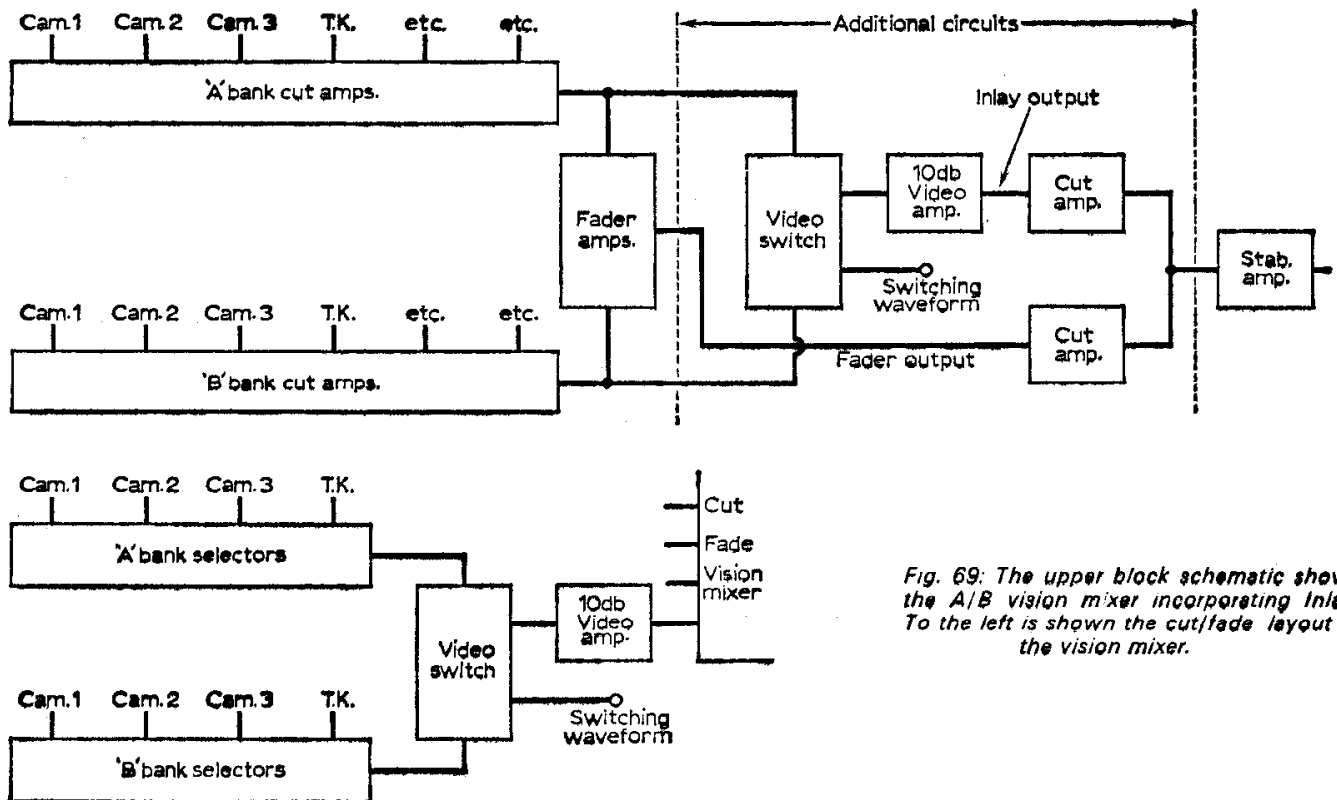 Cam.1 Cam.2 Cam.3 T.K. etc. etc.
Additional circuits
'A' bank cut amps.
Inlay output
Fader amps.
Video switch
10db Video amp.
Cut amp.
Switching waveform
Stab. amp.
Cam.1 Cam.2 Cam.3 T.K. etc. etc.
Fader output
Cut amp.
'B' bank cut amps.
Cam.1 Cam.2 Cam.3 T.K.
'A' bank selectors
Cut
Fade
Vision mixer
Video switch
10db Video amp.
Switching waveform
Cam.1 Cam.2 Cam.3 T.K.
'B' bank selectors
Fig. 69: The upper block schematic show
the A/B vision mixer incorporating Inl
To the left is shown the cut/fade layout
the vision mixer.